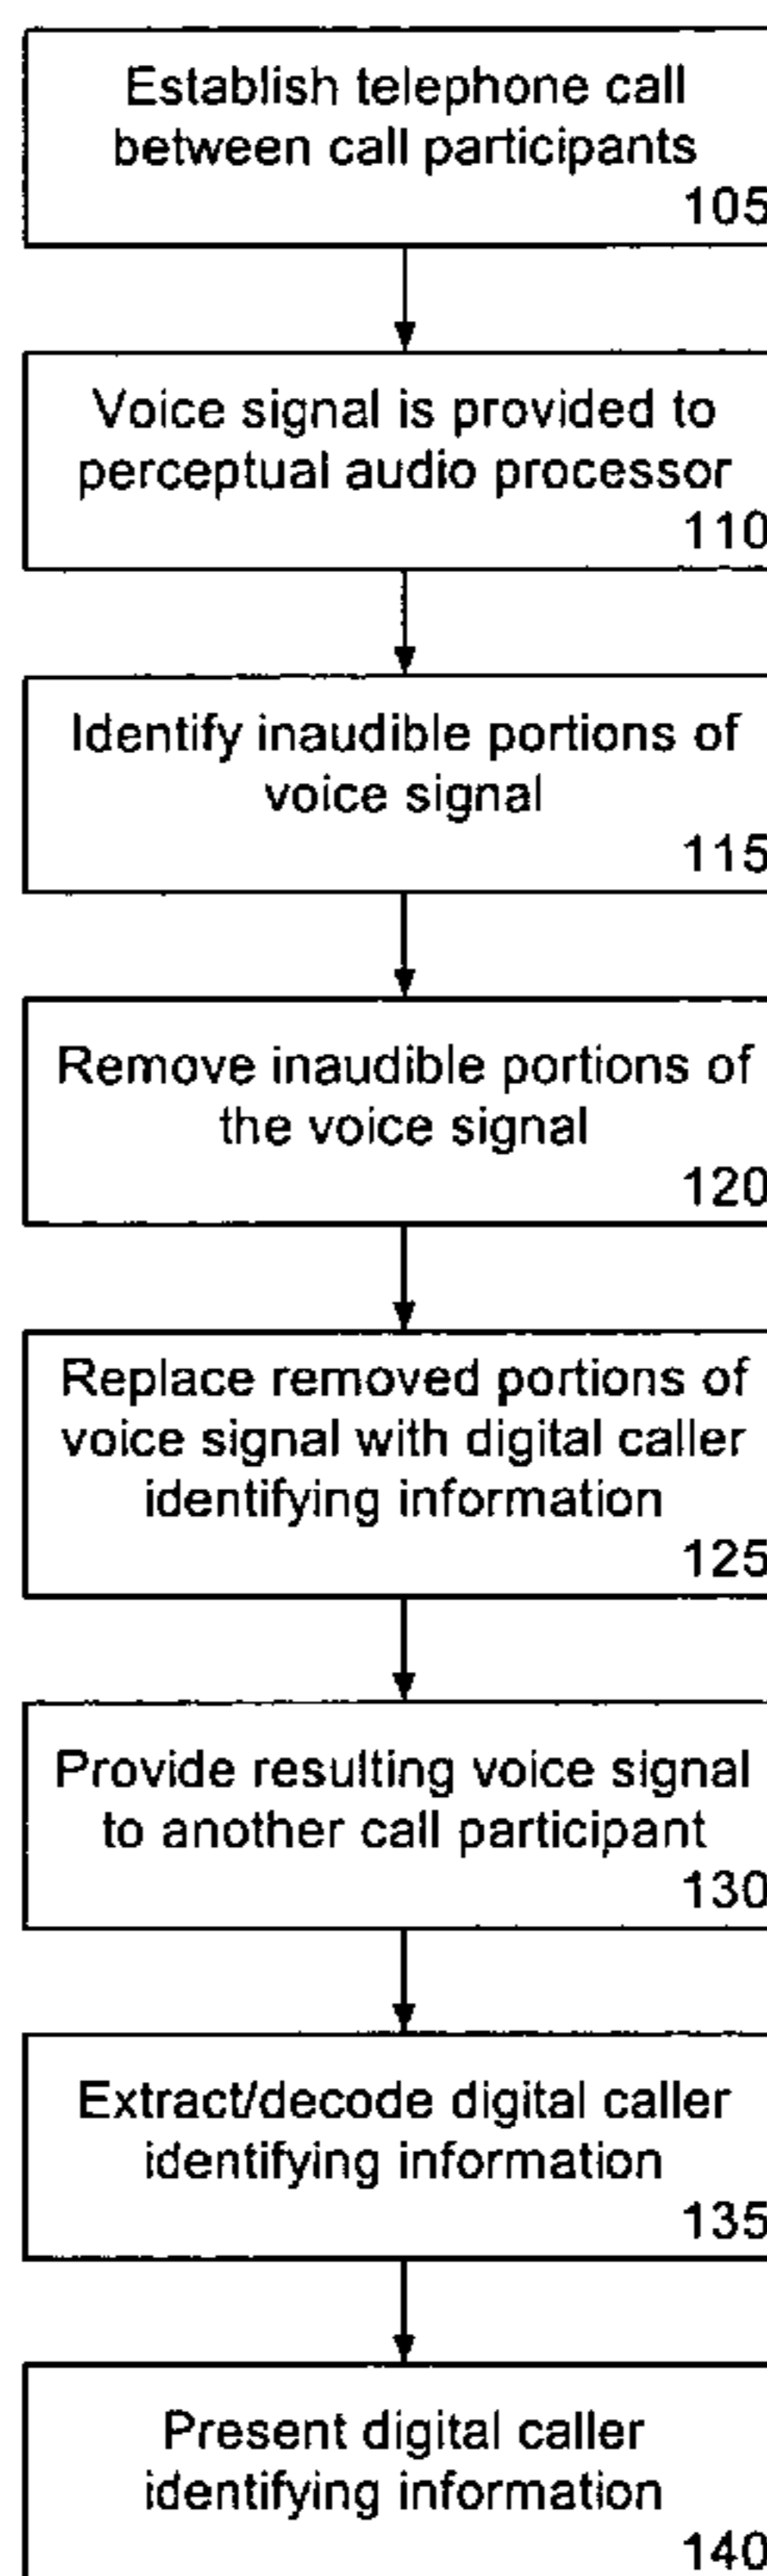 Establish telephone call
between call participants
105
Voice signal is provided to
perceptual audio processor
110
Identify inaudible portions of
voice signal
115
Remove inaudible portions of
the voice signal
120
Replace removed portions of
voice signal with digital caller
identifying information
125
Provide resulting voice signal
to another call participant
130
Extract/decode digital caller
identifying information
135
Present digital caller
identifying information
140